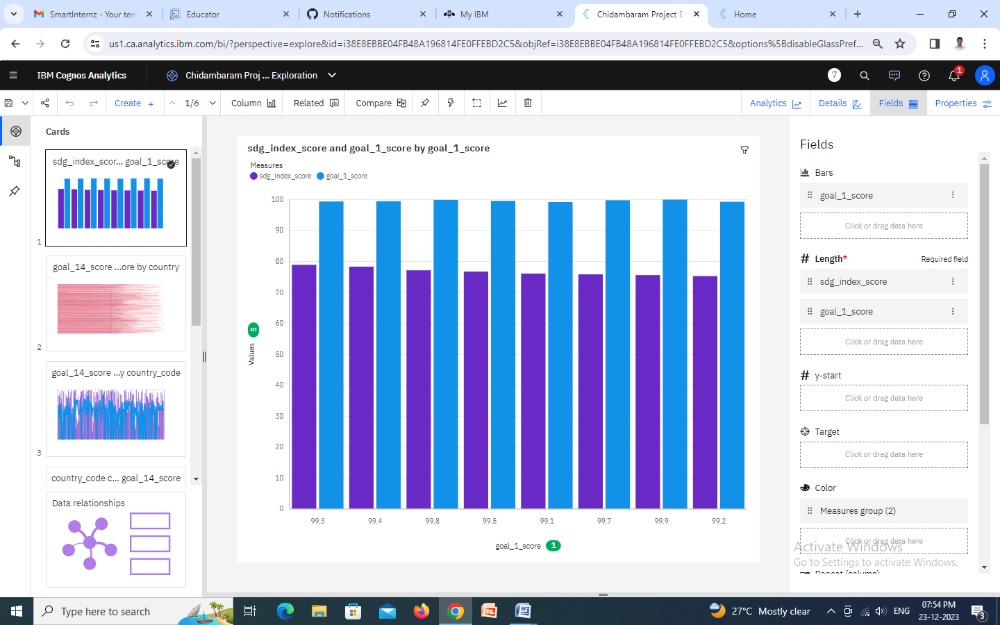 SmartInternz - Your tem
Educator
Notifications
My IBM
Chidambaram Project E
Home
us1.ca.analytics.ibm.com/bi/?perspective=explore&id=i38E8EBBE04FB48A196814FE0FFEBD2C5&objRef=i38E8EBBE04FB48A196814FE0FFEBD2C5&options%5BdisableGlassPref...
IBM Cognos Analytics
Chidambaram Proj ... Exploration
7
1
Create +
1/6
Column
Related
Compare
Analytics
Details
Fields
Properties
Cards
sdg_index_scor... goal_1_score
1
goal_14_score ...ore by country
2
goal_14_score ...y country_code
3
country_code c... goal_14_score
Data relationships
sdg_index_score and goal_1_score by goal_1_score
Measures
sdg_index_score
goal_1_score
100
90
80
70
60
50
40
30
20
10
0
Values
5
99.3
99.4
99.8
99.5
99.1
99.7
99.9
99.2
goal_1_score
1
Fields
Bars
goal_1_score
Click or drag data here
Length*
Required field
sdg_index_score
goal_1_score
Click or drag data here
y-start
Click or drag data here
Target
Click or drag data here
Color
Measures group (2)
Click or drag data here
Repeat (column)
Activate Windows
Go to Settings to activate Windows.
Type here to search
27°C Mostly clear
ENG
07:54 PM
23-12-2023
3